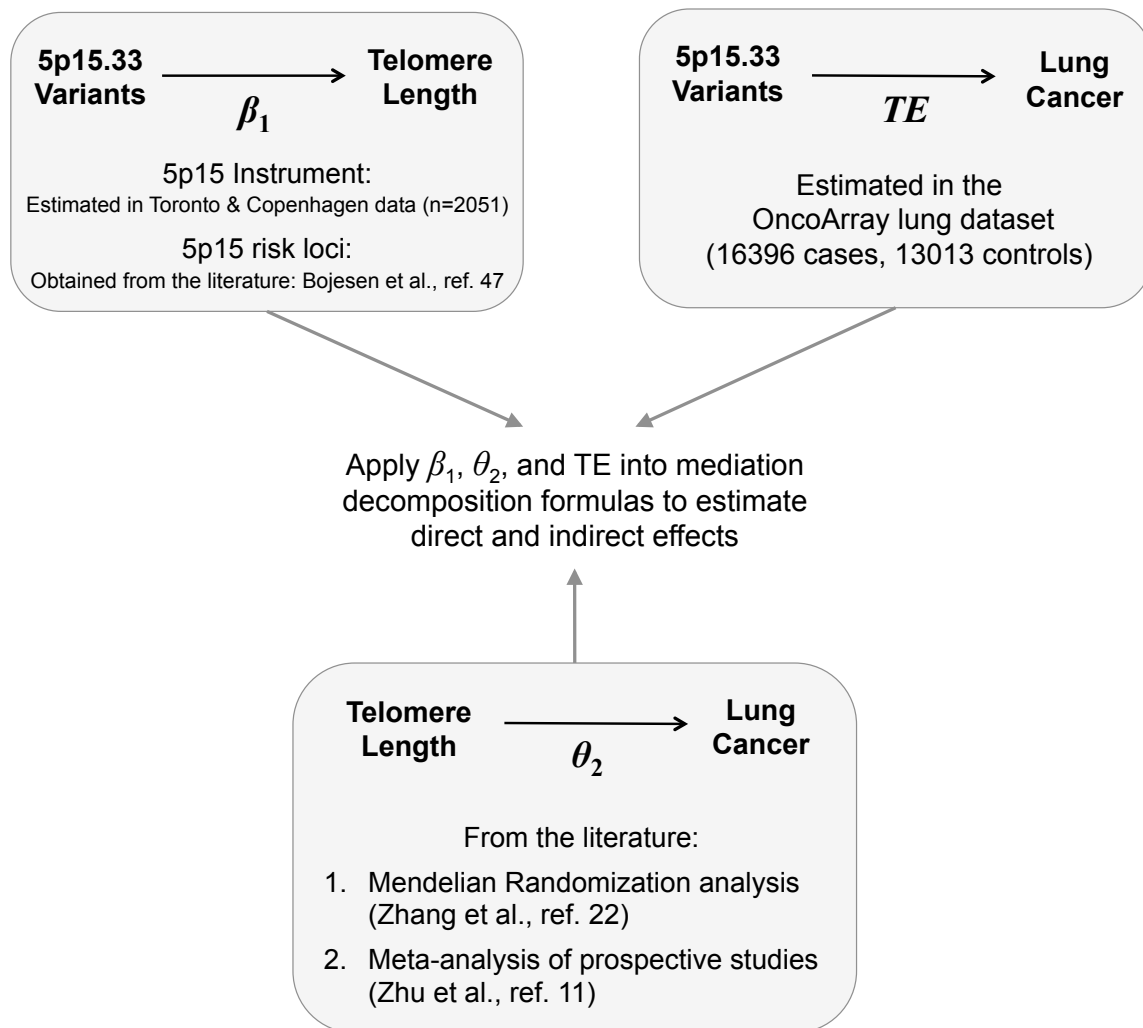 5p15.33
Variants
Telomere
Length
β1
5p15 Instrument:
Estimated in Toronto & Copenhagen data (n=2051)
5p15 risk loci:
Obtained from the literature: Bojesen et al., ref. 47
5p15.33
Variants
Lung
Cancer
TE
Estimated in the
OncoArray lung dataset
(16396 cases, 13013 controls)
Apply β1, θ2, and TE into mediation
decomposition formulas to estimate
direct and indirect effects
Telomere
Length
Lung
Cancer
θ2
From the literature:
1. Mendelian Randomization analysis
(Zhang et al., ref. 22)
2. Meta-analysis of prospective studies
(Zhu et al., ref. 11)